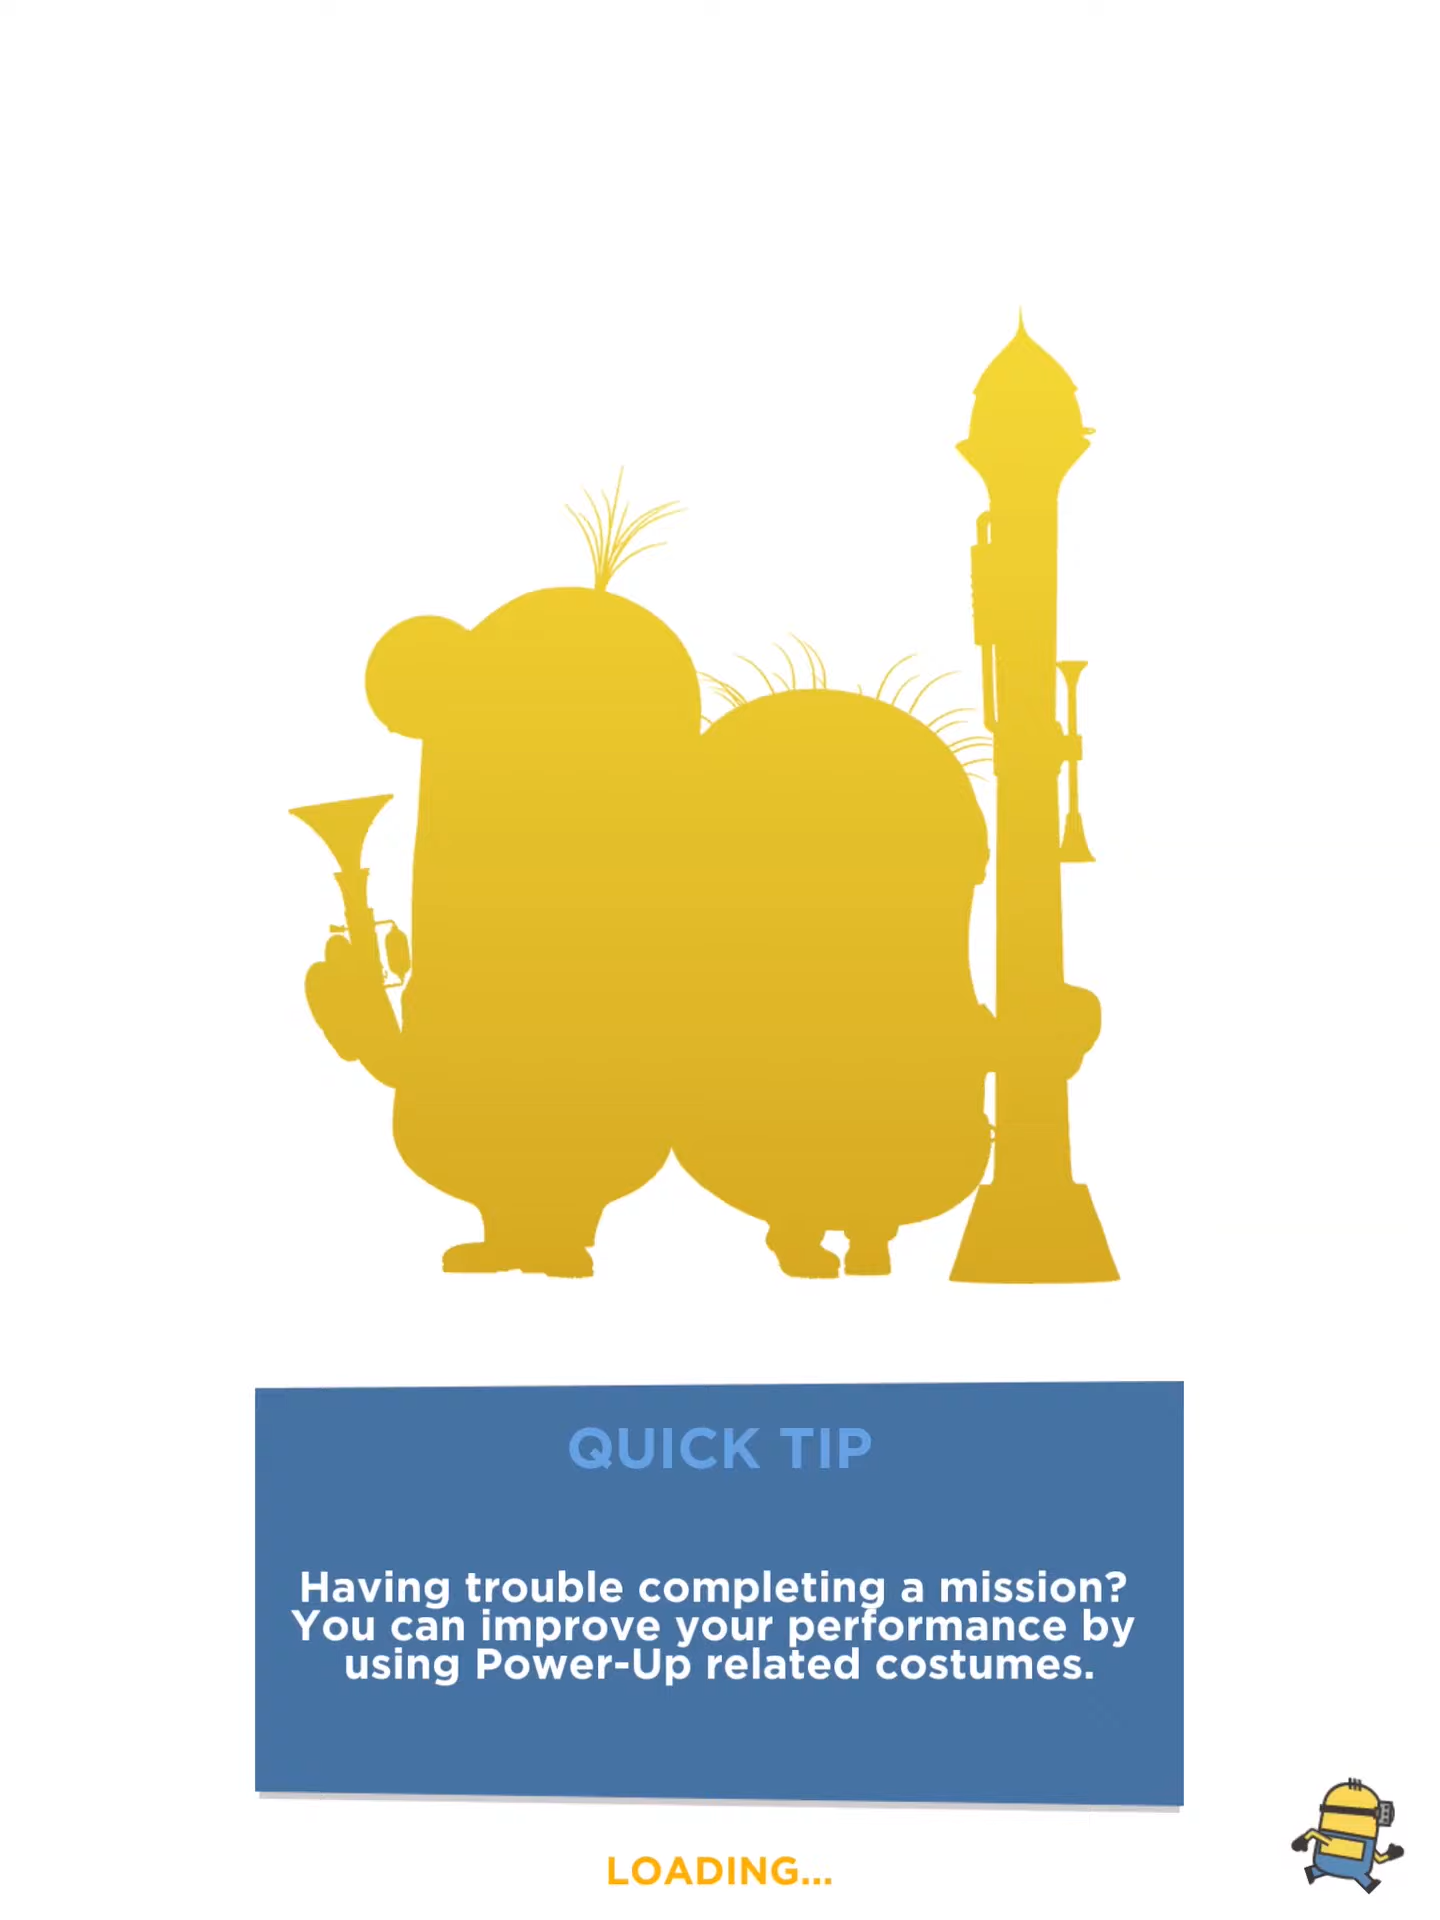 QUICK TIP
Having trouble completing a mission?
You can improve your performance by
using Power-Up related costumes.
LOADING...